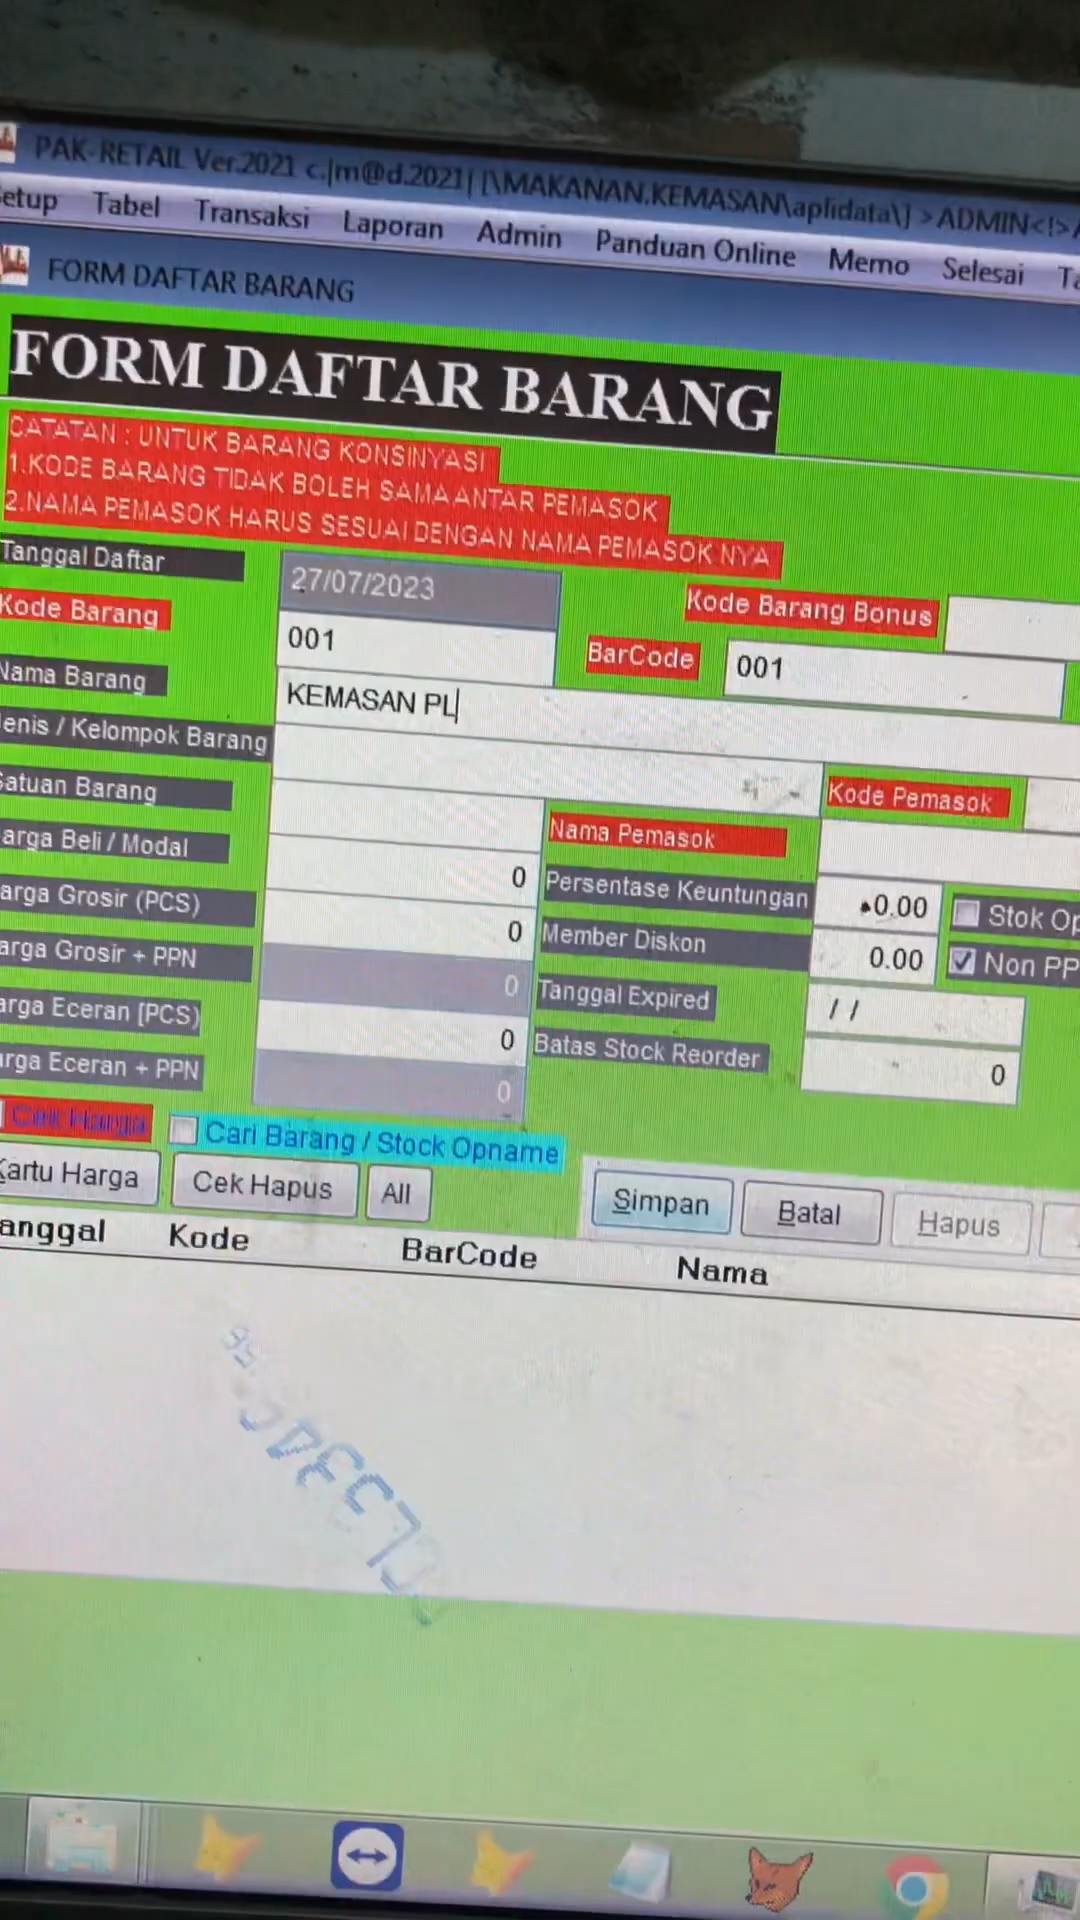 PAK-RETAIL Ver.2021 c.|m@d.2021| [\MAKANAN.KEMASAN\aplidata\] >ADMIN<!>
etup Tabel Transaksi Laporan Admin Panduan Online Memo Selesai Ta
FORM DAFTAR BARANG
FORM DAFTAR BARANG
CATATAN : UNTUK BARANG KONSINYASI
1.KODE BARANG TIDAK BOLEH SAMA ANTAR PEMASOK
2.NAMA PEMASOK HARUS SESUAI DENGAN NAMA PEMASOK NYA
Tanggal Daftar 27/07/2023 Kode Barang Bonus
Kode Barang 001 BarCode 001
Nama Barang KEMASAN PL
enis / Kelompok Barang Kode Pemasok
Satuan Barang Nama Pemasok
arga Beli / Modal 0 Persentase Keuntungan 0.00 Stok Op
arga Grosir (PCS) 0 Member Diskon 0.00 Non PP
arga Grosir + PPN 0 Tanggal Expired / /
arga Eceran [PCS) 0 Batas Stock Reorder 0
arga Eceran + PPN 0
Cek Harga Cari Barang / Stock Opname
Kartu Harga Cek Hapus All Simpan Batal Hapus
anggal Kode BarCode Nama